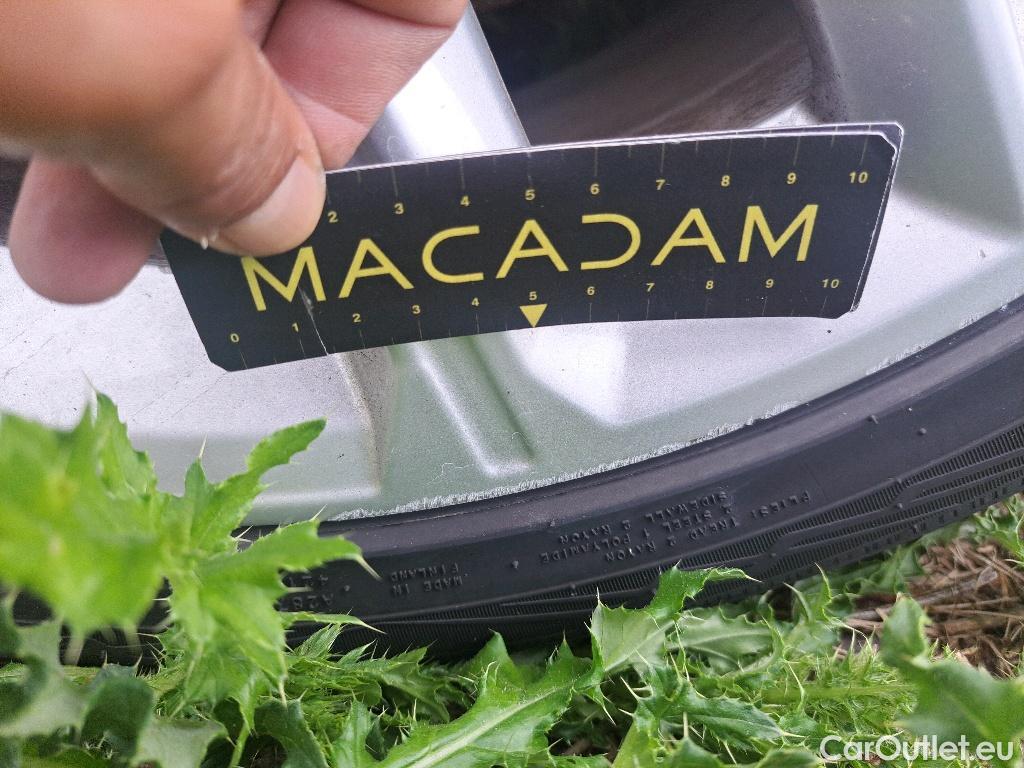 2 3 4 5 6 7 8 9 10
MACADAM
0 1 2 3 4 5 6 7 8 9 10
PLIES: TREAD 2 RAYON
2 STEEL 1 POLYAMIDE
SIDEWALL 2 RAYON
MADE IN
FINLAND
CarOutlet.eu